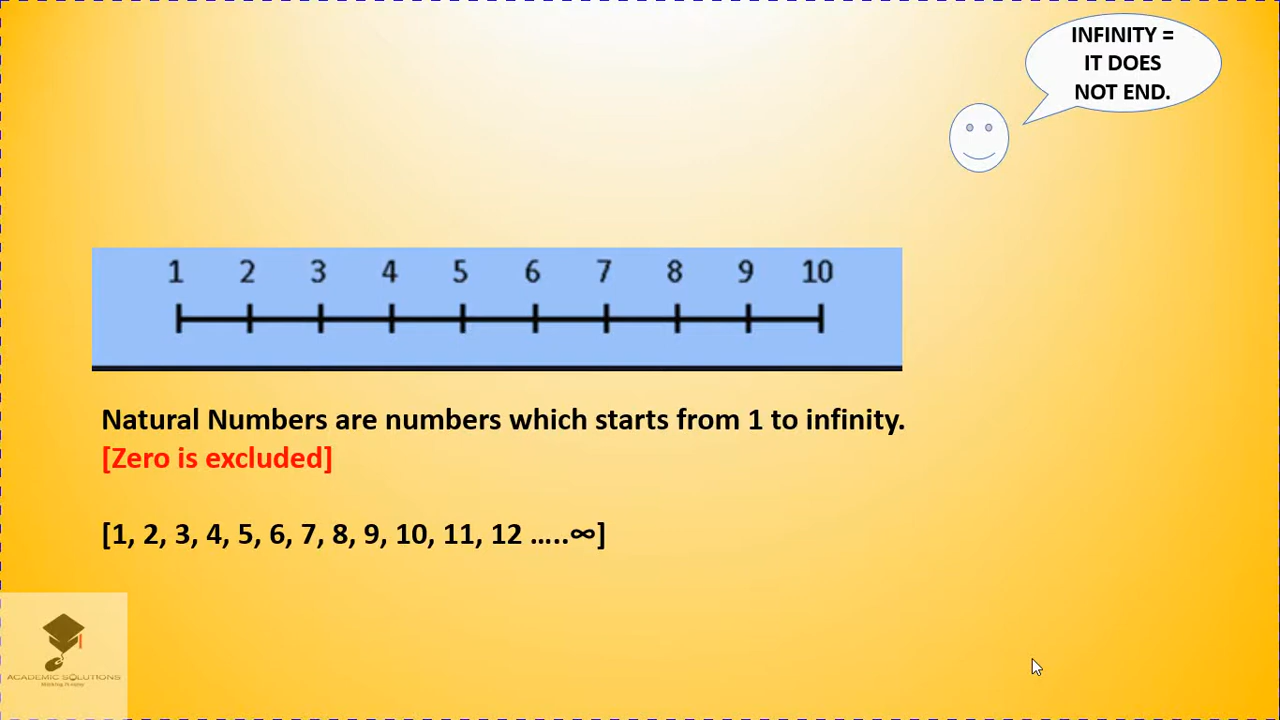 INFINITY =
IT DOES
NOT END.
1 2 3 4 5 6 7 8 9 10
Natural Numbers are numbers which starts from 1 to infinity.
[Zero is excluded]
[1, 2, 3, 4, 5, 6, 7, 8, 9, 10, 11, 12 .....∞]
ACADEMIC SOLUTIONS